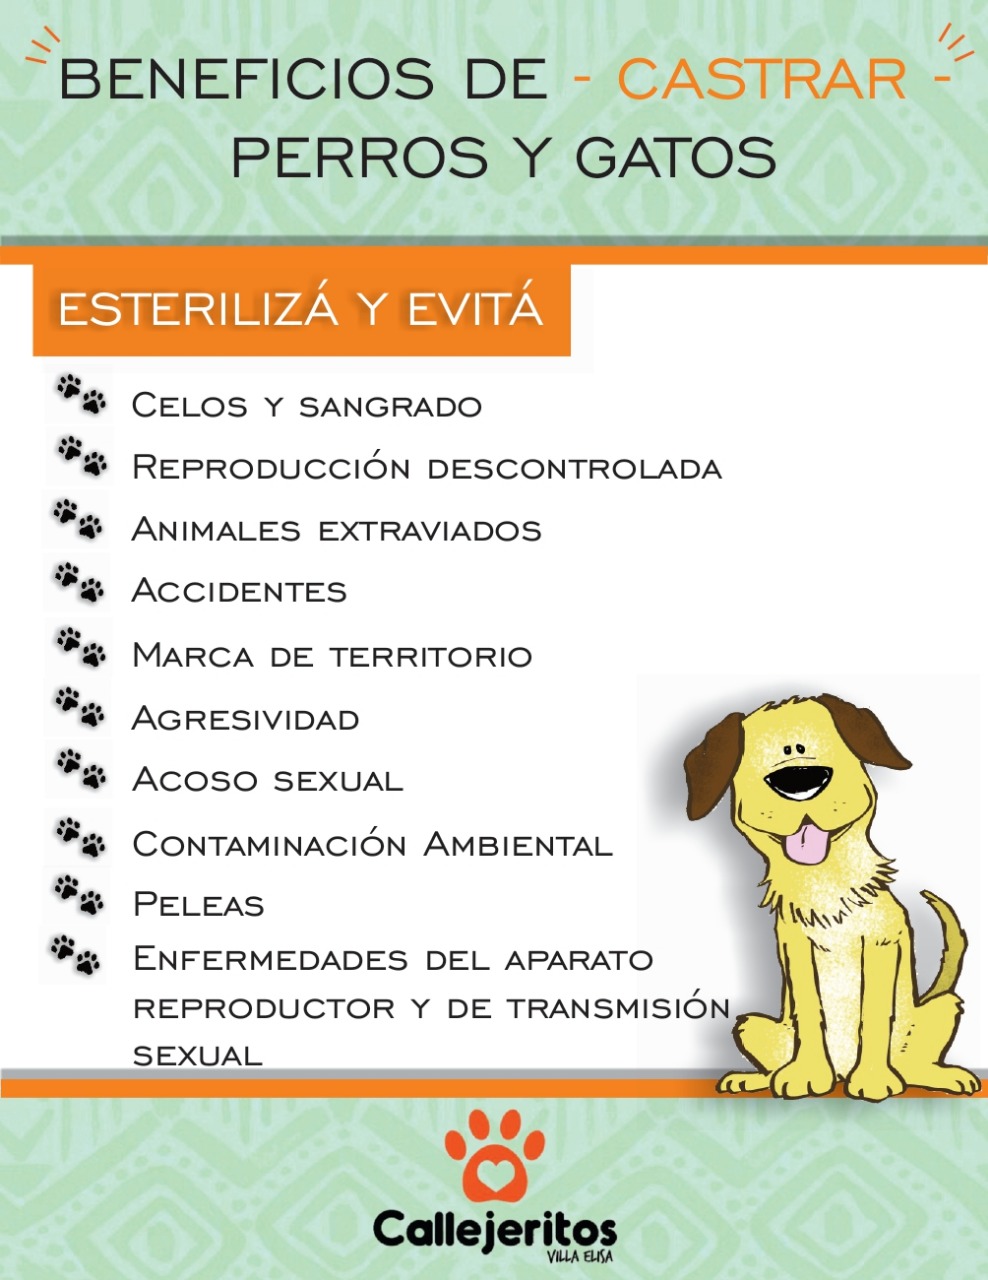 BENEFICIOS DE - CASTRAR -
PERROS Y GATOS
ESTERILIZÁ Y EVITÁ
CELOS Y SANGRADO
REPRODUCCIÓN DESCONTROLADA
ANIMALES EXTRAVIADOS
ACCIDENTES
MARCA DE TERRITORIO
AGRESIVIDAD
ACOSO SEXUAL
CONTAMINACIÓN AMBIENTAL
PELEAS
ENFERMEDADES DEL APARATO
REPRODUCTOR Y DE TRANSMISIÓN
SEXUAL
Callejeritos
VILLA ELISA